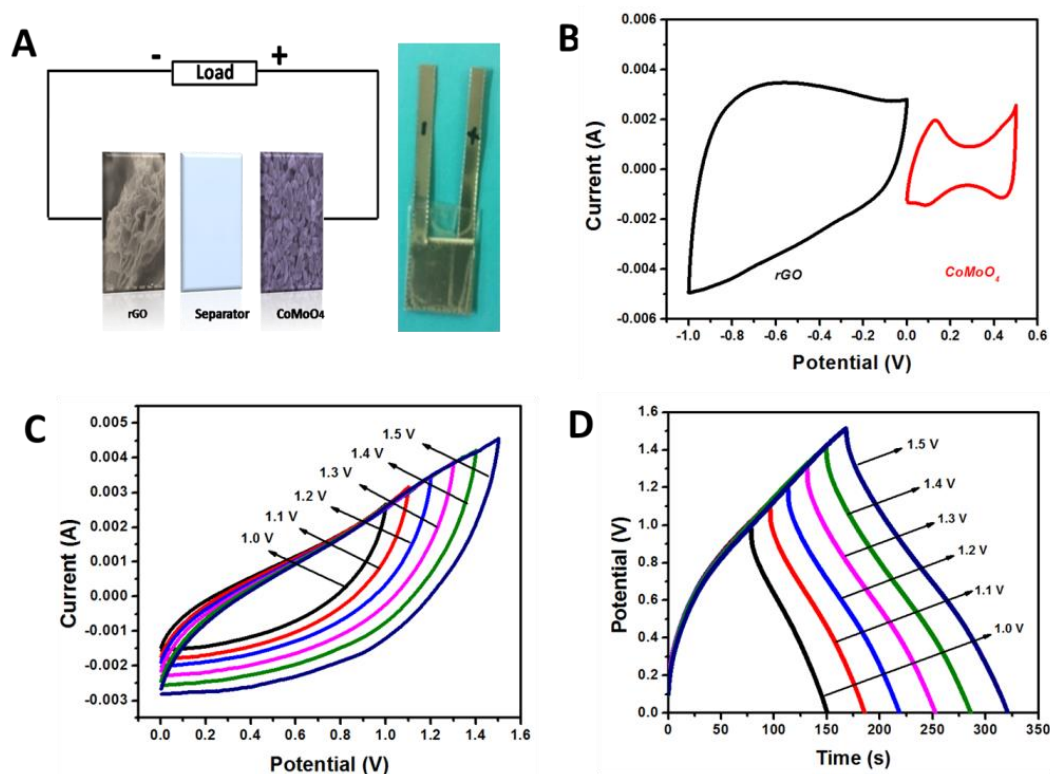 A
- Load +
rGO Separator CoMoO4
- +
B
Current (A)
0.006
0.004
0.002
0.000
-0.002
-0.004
-0.006
rGO
CoMoO₄
-1.0 -0.8 -0.6 -0.4 -0.2 0.0 0.2 0.4 0.6
Potential (V)
C
Current (A)
0.005
0.004
0.003
0.002
0.001
0.000
-0.001
-0.002
-0.003
1.5 V
1.4 V
1.3 V
1.2 V
1.1 V
1.0 V
0.0 0.2 0.4 0.6 0.8 1.0 1.2 1.4 1.6
Potential (V)
D
Potential (V)
1.6
1.4
1.2
1.0
0.8
0.6
0.4
0.2
0.0
1.5 V
1.4 V
1.3 V
1.2 V
1.1 V
1.0 V
0 50 100 150 200 250 300 350
Time (s)